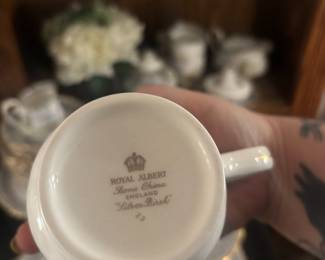 ROYAL ALBERT
Bone China
ENGLAND
"Silver Birch"